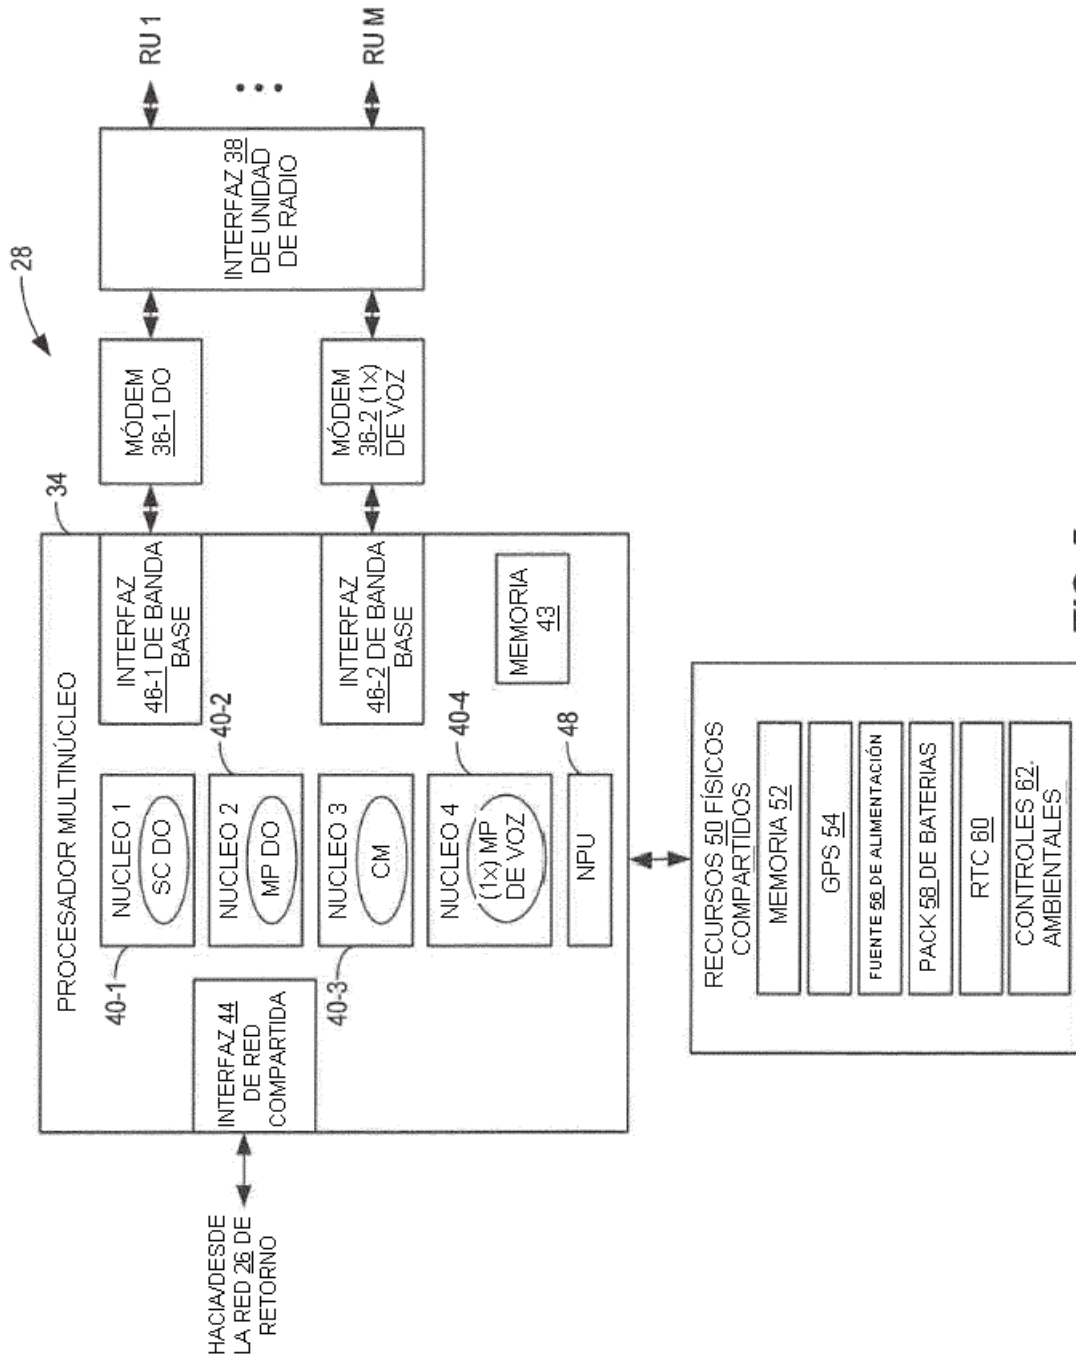 28
PROCESADOR MULTINÚCLEO
34
40-1
NUCLEO 1
SC DO
INTERFAZ
46-1 DE BANDA
BASE
MÓDEM
36-1 DO
INTERFAZ 38
DE UNIDAD
DE RADIO
RU 1
HACIA/DESDE
LA RED 26 DE
RETORNO
INTERFAZ 44
DE RED
COMPARTIDA
40-2
NUCLEO 2
MP DO
40-3
NUCLEO 3
CM
INTERFAZ
46-2 DE BANDA
BASE
MÓDEM
36-2 (1x)
DE VOZ
RU M
40-4
NUCLEO 4
(1x) MP
DE VOZ
MEMORIA
43
NPU
48
RECURSOS 50 FÍSICOS
COMPARTIDOS
MEMORIA 52
GPS 54
FUENTE 56 DE ALIMENTACIÓN
PACK 58 DE BATERIAS
RTC 60
CONTROLES 62.
AMBIENTALES